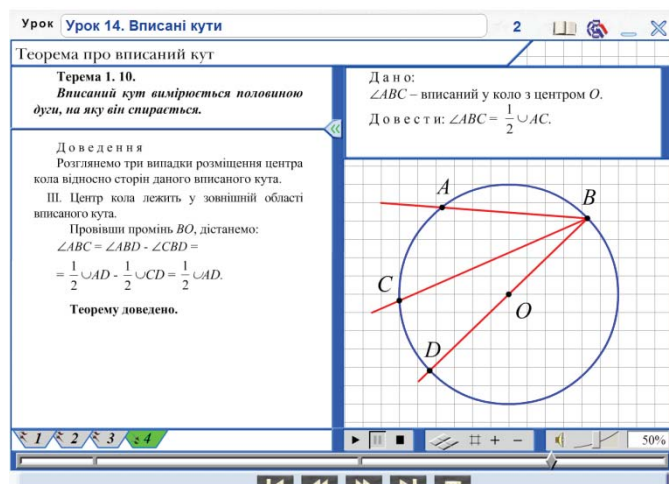 Урок Урок 14. Вписані кути 2
Теорема про вписаний кут
Терема 1. 10.
Вписаний кут вимірюється половиною
дуги, на яку він спирається.
Д о в е д е н н я
Розглянемо три випадки розміщення центра
кола відносно сторін даного вписаного кута.
III. Центр кола лежить у зовнішній області
вписаного кута.
Провівши промінь BO, дістанемо:
∠ABC = ∠ABD - ∠CBD =
= 1/2 ∪AD - 1/2 ∪CD = 1/2 ∪AD.
Теорему доведено.
Д а н о:
∠ABC – вписаний у коло з центром O.
Д о в е с т и: ∠ABC = 1/2 ∪AC.
A
B
C
O
D
1 2 3 4
50%